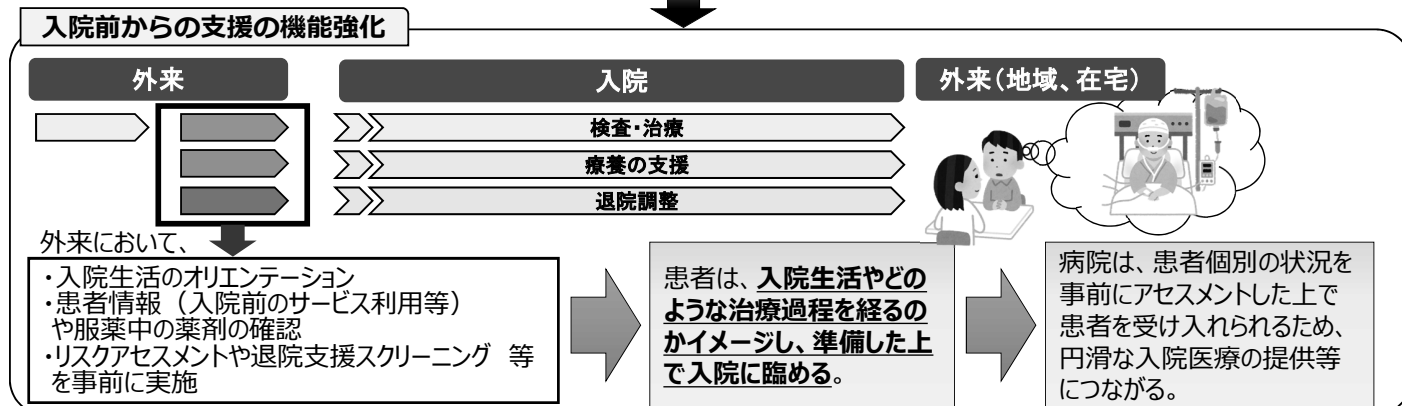 入院前からの支援の機能強化
外来
入院
外来(地域、在宅)
検査・治療
療養の支援
退院調整
外来において、
・入院生活のオリエンテーション
・患者情報(入院前のサービス利用等)
や服薬中の薬剤の確認
・リスクアセスメントや退院支援スクリーニング 等
を事前に実施
患者は、入院生活やどの
ような治療過程を経るの
かイメージし、準備した上
で入院に臨める。
病院は、患者個別の状況を
事前にアセスメントした上で
患者を受け入れられるため、
円滑な入院医療の提供等
につながる。